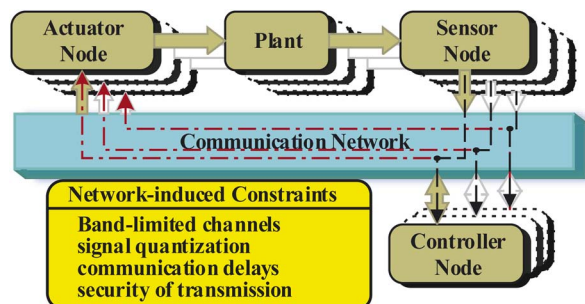 Actuator
Node
Plant
Sensor
Node
Communication Network
Network-induced Constraints
Band-limited channels
signal quantization
communication delays
security of transmission
Controller
Node